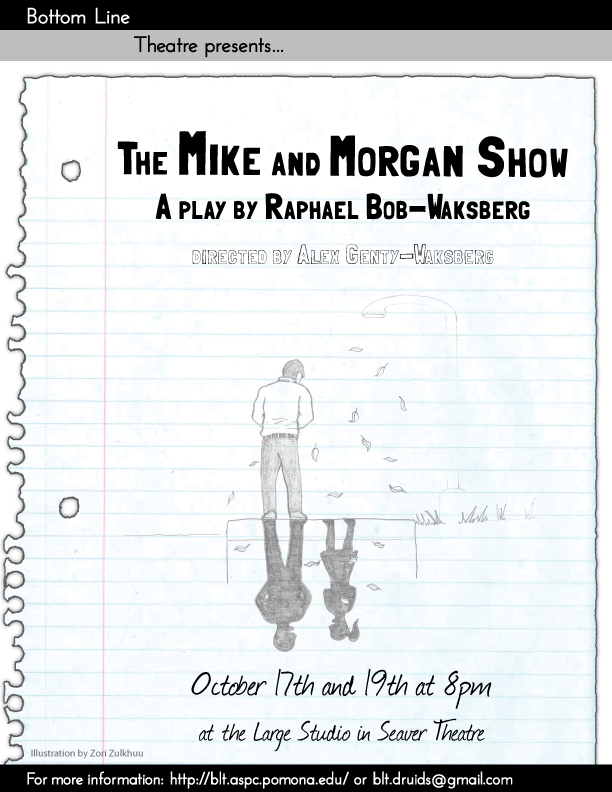 Bottom Line
Theatre presents...
The Mike and Morgan Show
A play by Raphael Bob-Waksberg
directed by Alex Genty-Waksberg
October 17th and 19th at 8pm
at the Large Studio in Seaver Theatre
Illustration by Zori Zulkhuu
For more information: http://blt.aspc.pomona.edu/ or blt.druids@gmail.com